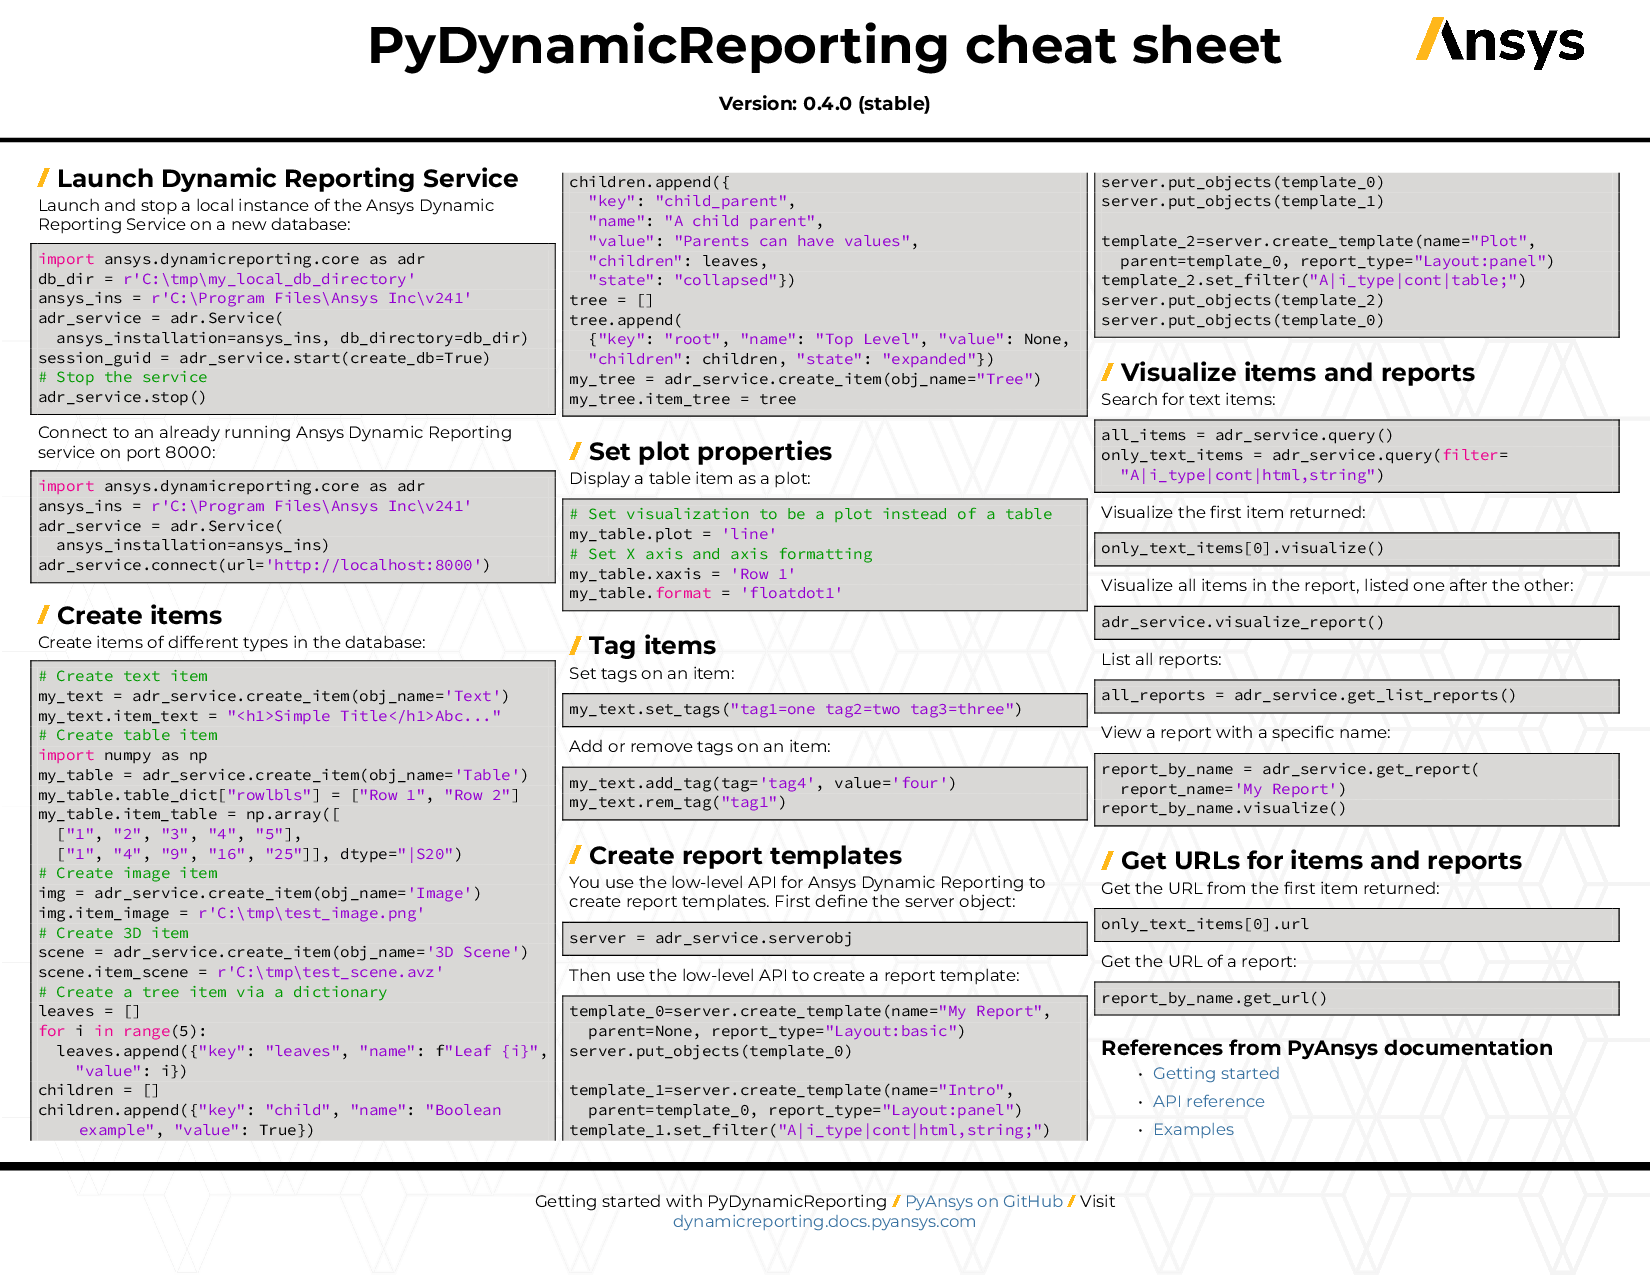 PyDynamicReporting cheat sheet
Ansys
Version: 0.4.0 (stable)
Launch Dynamic Reporting Service
Launch and stop a local instance of the Ansys Dynamic
Reporting Service on a new database:
import ansys.dynamicreporting.core as adr
db_dir = r'C:\tmp\my_local_db_directory'
ansys_ins = r'C:\Program Files\Ansys Inc\v241'
adr_service = adr.Service(
  ansys_installation=ansys_ins, db_directory=db_dir)
session_guid = adr_service.start(create_db=True)
# Stop the service
adr_service.stop()
Connect to an already running Ansys Dynamic Reporting
service on port 8000:
import ansys.dynamicreporting.core as adr
ansys_ins = r'C:\Program Files\Ansys Inc\v241'
adr_service = adr.Service(
  ansys_installation=ansys_ins)
adr_service.connect(url='http://localhost:8000')
Create items
Create items of different types in the database:
# Create text item
my_text = adr_service.create_item(obj_name='Text')
my_text.item_text = "<h1>Simple Title</h1>Abc..."
# Create table item
import numpy as np
my_table = adr_service.create_item(obj_name='Table')
my_table.table_dict["rowlbls"] = ["Row 1", "Row 2"]
my_table.item_table = np.array([
  ["1", "2", "3", "4", "5"],
  ["1", "4", "9", "16", "25"]], dtype="|S20")
# Create image item
img = adr_service.create_item(obj_name='Image')
img.item_image = r'C:\tmp\test_image.png'
# Create 3D item
scene = adr_service.create_item(obj_name='3D Scene')
scene.item_scene = r'C:\tmp\test_scene.avz'
# Create a tree item via a dictionary
leaves = []
for i in range(5):
  leaves.append({"key": "leaves", "name": f"Leaf {i}",
    "value": i})
children = []
children.append({"key": "child", "name": "Boolean
    example", "value": True})
children.append({
  "key": "child_parent",
  "name": "A child parent",
  "value": "Parents can have values",
  "children": leaves,
  "state": "collapsed"})
tree = []
tree.append(
  {"key": "root", "name": "Top Level", "value": None,
  "children": children, "state": "expanded"})
my_tree = adr_service.create_item(obj_name="Tree")
my_tree.item_tree = tree
Set plot properties
Display a table item as a plot:
# Set visualization to be a plot instead of a table
my_table.plot = 'line'
# Set X axis and axis formatting
my_table.xaxis = 'Row 1'
my_table.format = 'floatdot1'
Tag items
Set tags on an item:
my_text.set_tags("tag1=one tag2=two tag3=three")
Add or remove tags on an item:
my_text.add_tag(tag='tag4', value='four')
my_text.rem_tag("tag1")
Create report templates
You use the low-level API for Ansys Dynamic Reporting to
create report templates. First define the server object:
server = adr_service.serverobj
Then use the low-level API to create a report template:
template_0=server.create_template(name="My Report",
  parent=None, report_type="Layout:basic")
server.put_objects(template_0)
template_1=server.create_template(name="Intro",
  parent=template_0, report_type="Layout:panel")
template_1.set_filter("A|i_type|cont|html,string;")
server.put_objects(template_0)
server.put_objects(template_1)
template_2=server.create_template(name="Plot",
  parent=template_0, report_type="Layout:panel")
template_2.set_filter("A|i_type|cont|table;")
server.put_objects(template_2)
server.put_objects(template_0)
Visualize items and reports
Search for text items:
all_items = adr_service.query()
only_text_items = adr_service.query(filter=
  "A|i_type|cont|html,string")
Visualize the first item returned:
only_text_items[0].visualize()
Visualize all items in the report, listed one after the other:
adr_service.visualize_report()
List all reports:
all_reports = adr_service.get_list_reports()
View a report with a specific name:
report_by_name = adr_service.get_report(
  report_name='My Report')
report_by_name.visualize()
Get URLs for items and reports
Get the URL from the first item returned:
only_text_items[0].url
Get the URL of a report:
report_by_name.get_url()
References from PyAnsys documentation
• Getting started
• API reference
• Examples
Getting started with PyDynamicReporting / PyAnsys on GitHub / Visit
dynamicreporting.docs.pyansys.com